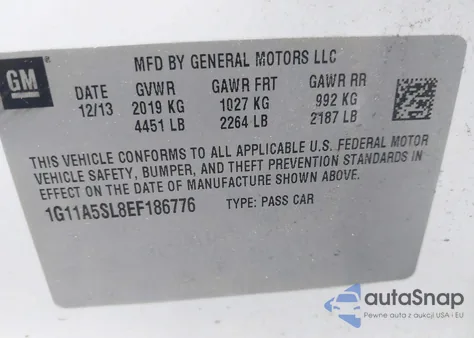 MFD BY GENERAL MOTORS LLC
GM
DATE GVWR GAWR FRT GAWR RR
12/13 2019 KG 1027 KG 992 KG
4451 LB 2264 LB 2187 LB
THIS VEHICLE CONFORMS TO ALL APPLICABLE U.S. FEDERAL MOTOR
VEHICLE SAFETY, BUMPER, AND THEFT PREVENTION STANDARDS IN
EFFECT ON THE DATE OF MANUFACTURE SHOWN ABOVE.
1G11A5SL8EF186776 TYPE: PASS CAR
autoSnap
Pewne auta z aukcji USA i EU